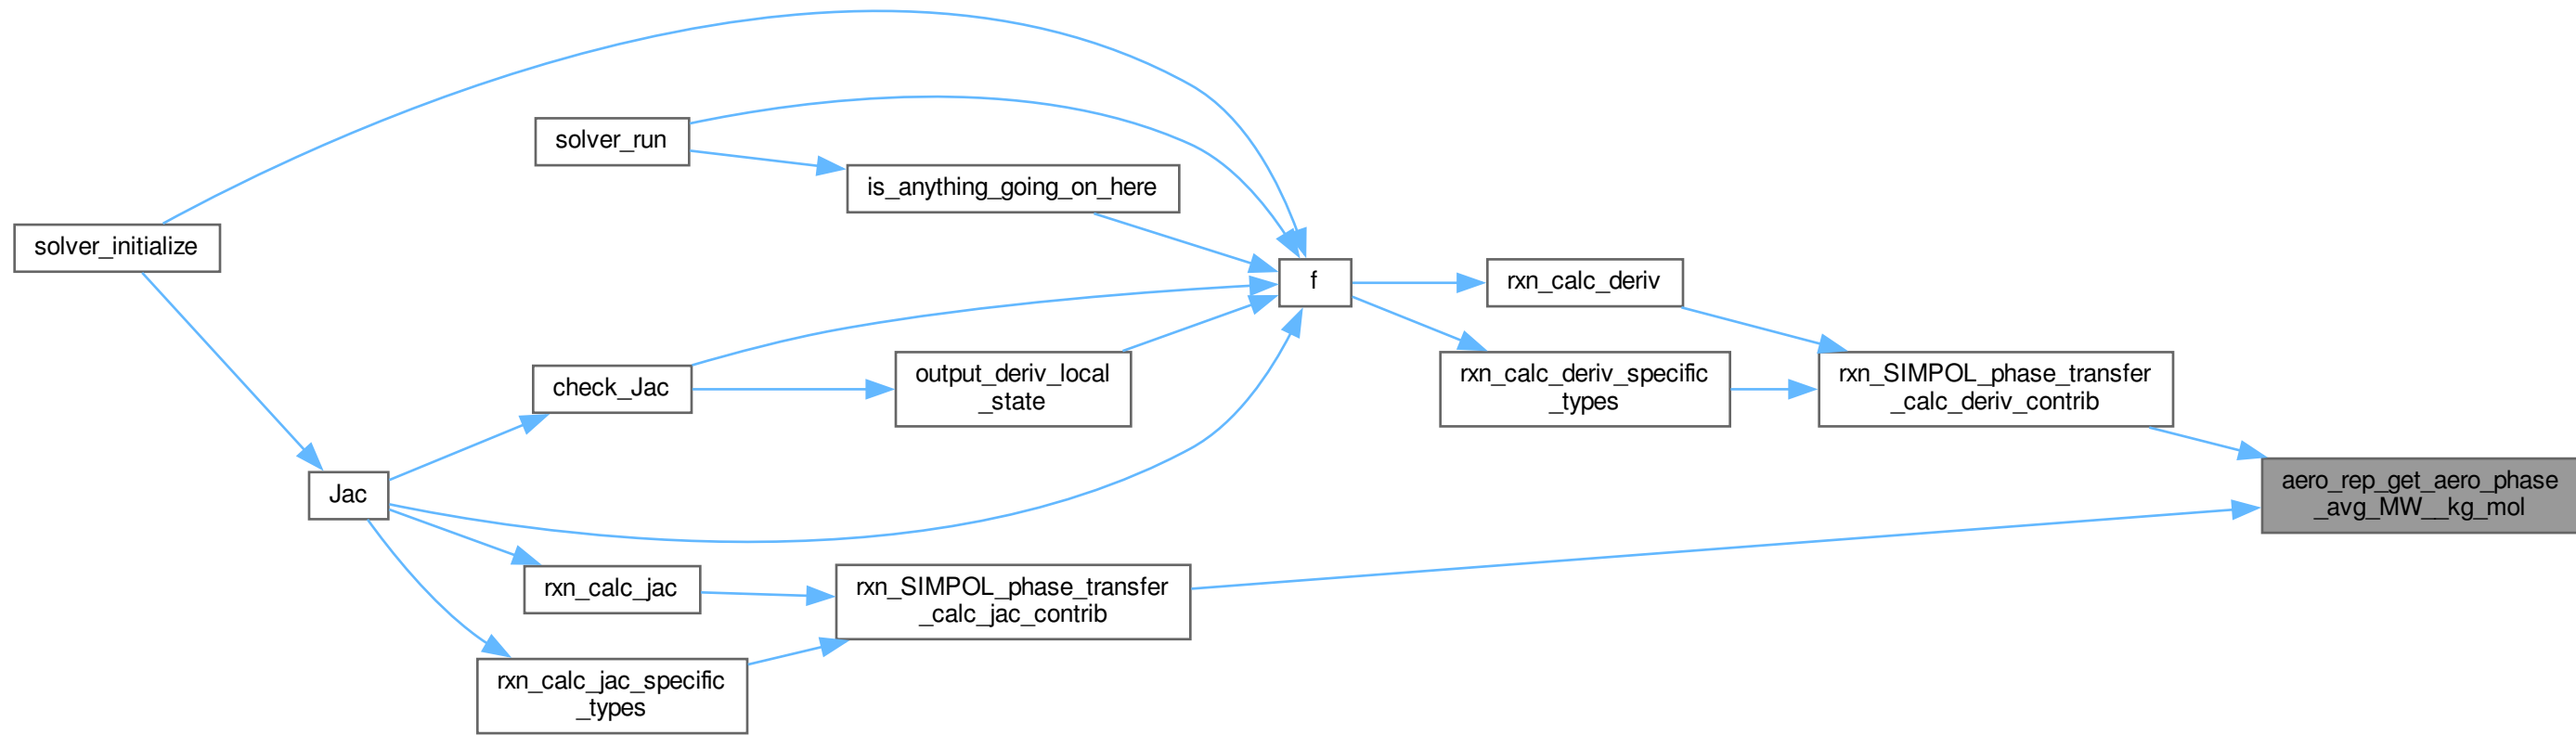 solver_run
is_anything_going_on_here
solver_initialize
f
rxn_calc_deriv
check_Jac
output_deriv_local
_state
rxn_calc_deriv_specific
_types
rxn_SIMPOL_phase_transfer
_calc_deriv_contrib
Jac
aero_rep_get_aero_phase
_avg_MW__kg_mol
rxn_calc_jac
rxn_SIMPOL_phase_transfer
_calc_jac_contrib
rxn_calc_jac_specific
_types